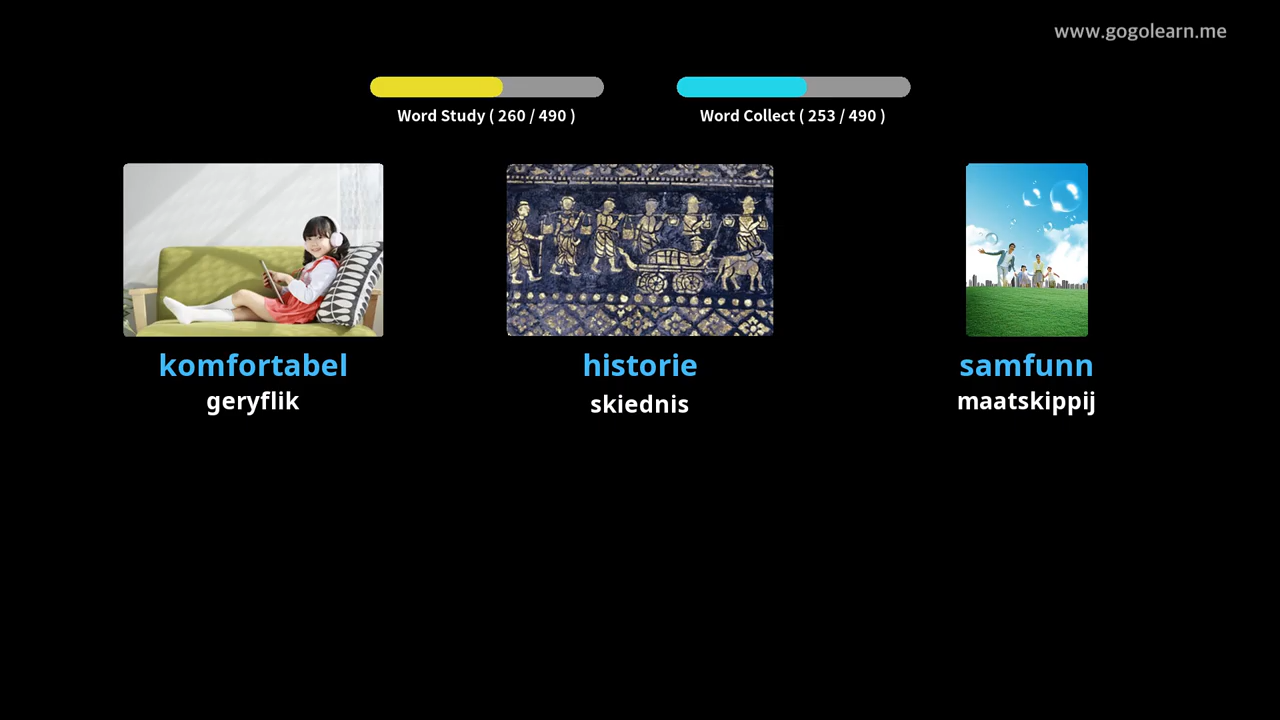 www.gogolearn.me
Word Study ( 260 / 490 )
Word Collect ( 253 / 490 )
komfortabel
historie
samfunn
geryflik
skiednis
maatskippij